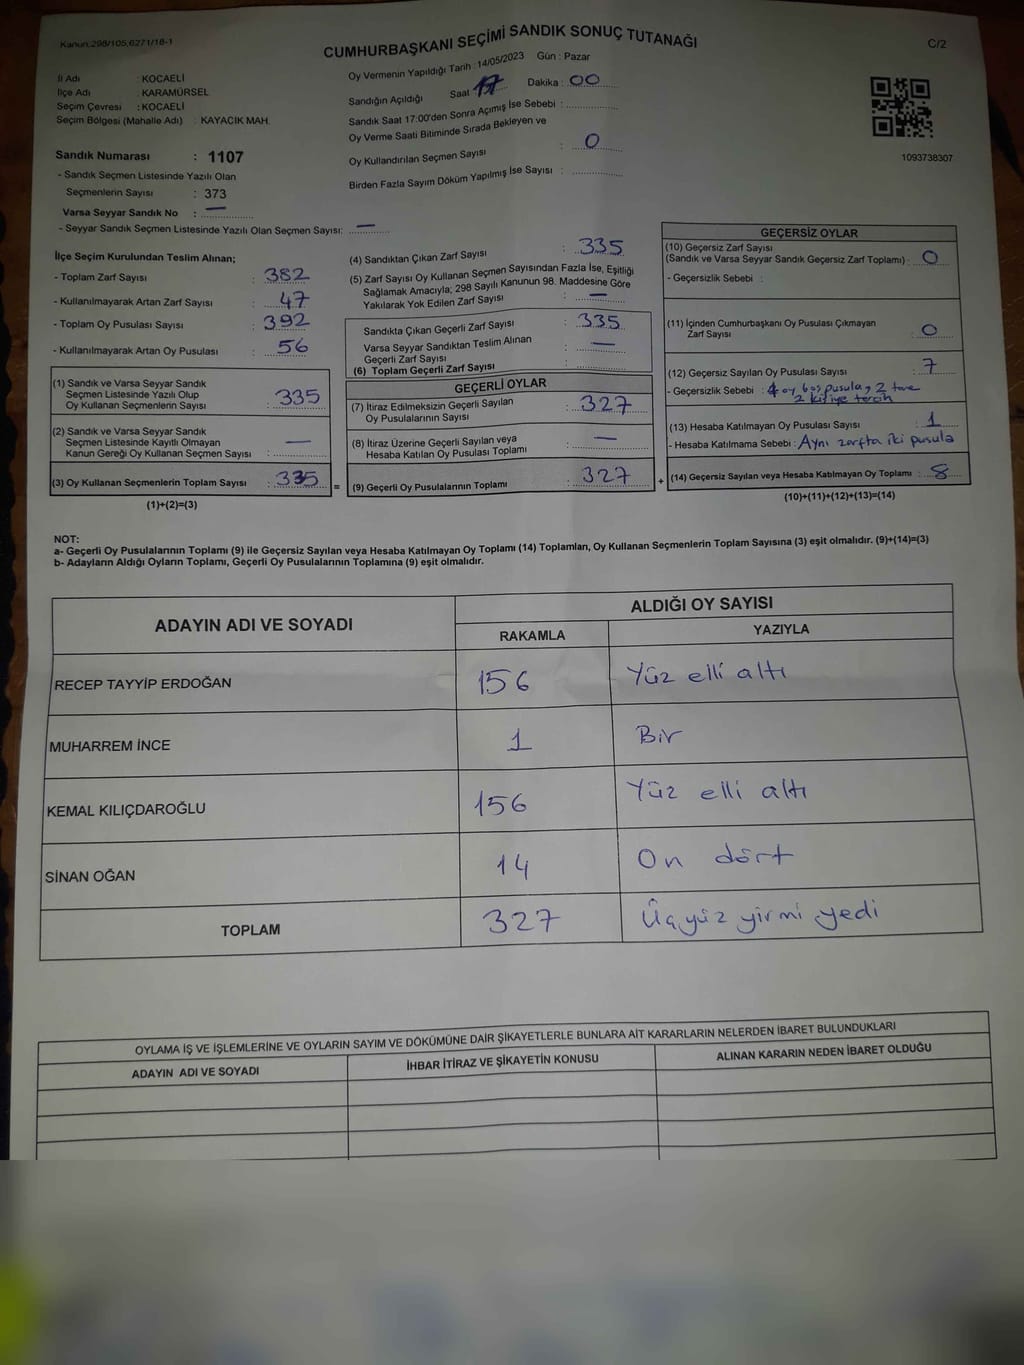 Kanun:298/105,6271/18-1
CUMHURBAŞKANI SEÇİMİ SANDIK SONUÇ TUTANAĞI
C/2
İl Adı : KOCAELİ
İlçe Adı : KARAMÜRSEL
Seçim Çevresi : KOCAELİ
Seçim Bölgesi (Mahalle Adı) : KAYACIK MAH.
Sandık Numarası : 1107
- Sandık Seçmen Listesinde Yazılı Olan
Seçmenlerin Sayısı : 373
Varsa Seyyar Sandık No : —
- Seyyar Sandık Seçmen Listesinde Yazılı Olan Seçmen Sayısı: —
Oy Vermenin Yapıldığı Tarih : 14/05/2023 Gün : Pazar
Sandığın Açıldığı Saat 17 Dakika : 00
Sandık Saat 17:00'den Sonra Açımış İse Sebebi :
Oy Verme Saati Bitiminde Sırada Bekleyen ve
Oy Kullandırılan Seçmen Sayısı : 0
Birden Fazla Sayım Döküm Yapılmış İse Sayısı :
1093738307
İlçe Seçim Kurulundan Teslim Alınan;
- Toplam Zarf Sayısı : 382
- Kullanılmayarak Artan Zarf Sayısı : 47
- Toplam Oy Pusulası Sayısı : 392
- Kullanılmayarak Artan Oy Pusulası : 56
(1) Sandık ve Varsa Seyyar Sandık
Seçmen Listesinde Yazılı Olup
Oy Kullanan Seçmenlerin Sayısı : 335
(2) Sandık ve Varsa Seyyar Sandık
Seçmen Listesinde Kayıtlı Olmayan
Kanun Gereği Oy Kullanan Seçmen Sayısı : —
(3) Oy Kullanan Seçmenlerin Toplam Sayısı : 335 =
(1)+(2)=(3)
(4) Sandıktan Çıkan Zarf Sayısı : 335
(5) Zarf Sayısı Oy Kullanan Seçmen Sayısından Fazla İse, Eşitliği
Sağlamak Amacıyla; 298 Sayılı Kanunun 98. Maddesine Göre
Yakılarak Yok Edilen Zarf Sayısı : —
Sandıkta Çıkan Geçerli Zarf Sayısı : 335
Varsa Seyyar Sandıktan Teslim Alınan
Geçerli Zarf Sayısı : —
(6) Toplam Geçerli Zarf Sayısı :
GEÇERLİ OYLAR
(7) İtiraz Edilmeksizin Geçerli Sayılan
Oy Pusulalarının Sayısı : 327
(8) İtiraz Üzerine Geçerli Sayılan veya
Hesaba Katılan Oy Pusulası Toplamı : —
(9) Geçerli Oy Pusulalarının Toplamı : 327 +
GEÇERSİZ OYLAR
(10) Geçersiz Zarf Sayısı
(Sandık ve Varsa Seyyar Sandık Geçersiz Zarf Toplamı) : 0
- Geçersizlik Sebebi :
(11) İçinden Cumhurbaşkanı Oy Pusulası Çıkmayan
Zarf Sayısı : 0
(12) Geçersiz Sayılan Oy Pusulası Sayısı : 7
- Geçersizlik Sebebi : 4 oy boş pusula, 2 tane
2 kişiye tercih
(13) Hesaba Katılmayan Oy Pusulası Sayısı : 1
- Hesaba Katılmama Sebebi : Aynı zarfta iki pusula
(14) Geçersiz Sayılan veya Hesaba Katılmayan Oy Toplamı : 8
(10)+(11)+(12)+(13)=(14)
NOT:
a- Geçerli Oy Pusulalarının Toplamı (9) ile Geçersiz Sayılan veya Hesaba Katılmayan Oy Toplamı (14) Toplamları, Oy Kullanan Seçmenlerin Toplam Sayısına (3) eşit olmalıdır. (9)+(14)=(3)
b- Adayların Aldığı Oyların Toplamı, Geçerli Oy Pusulalarının Toplamına (9) eşit olmalıdır.
ADAYIN ADI VE SOYADI
ALDIĞI OY SAYISI
RAKAMLA YAZIYLA
RECEP TAYYİP ERDOĞAN 156 Yüz elli altı
MUHARREM İNCE 1 Bir
KEMAL KILIÇDAROĞLU 156 Yüz elli altı
SİNAN OĞAN 14 On dört
TOPLAM 327 Üçyüz yirmi yedi
OYLAMA İŞ VE İŞLEMLERİNE VE OYLARIN SAYIM VE DÖKÜMÜNE DAİR ŞİKAYETLERLE BUNLARA AİT KARARLARIN NELERDEN İBARET BULUNDUKLARI
ADAYIN ADI VE SOYADI İHBAR İTİRAZ VE ŞİKAYETİN KONUSU ALINAN KARARIN NEDEN İBARET OLDUĞU